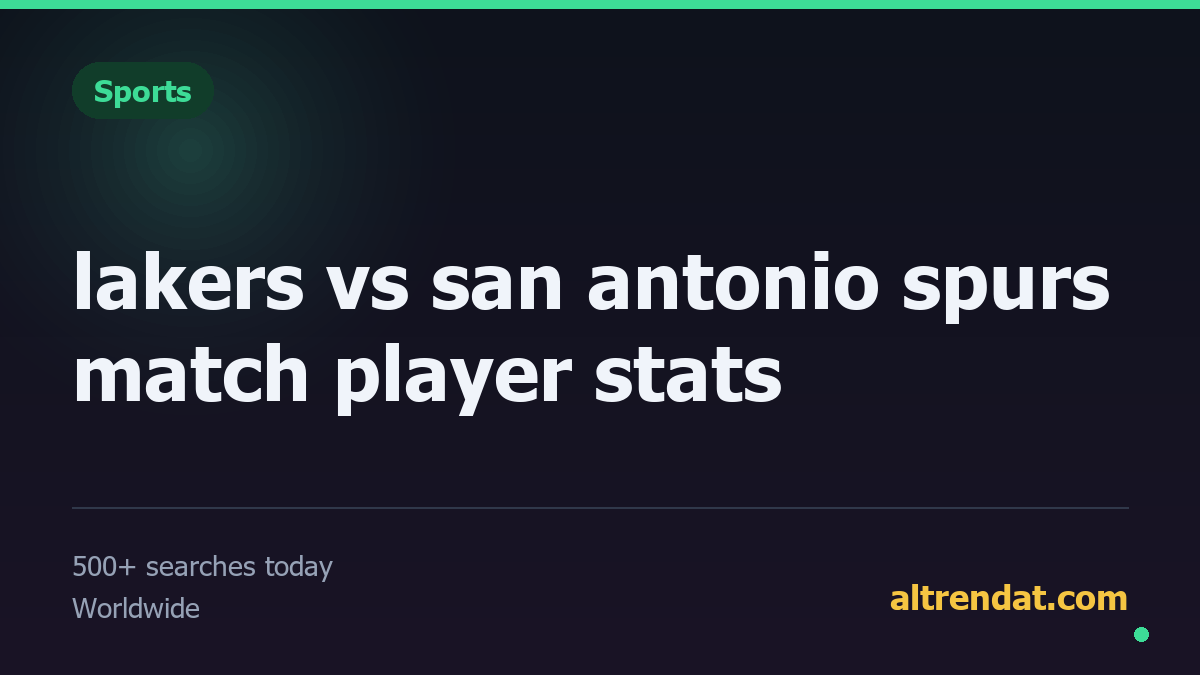 Sports
lakers vs san antonio spurs
match player stats
500+ searches today
Worldwide
altrendat.com